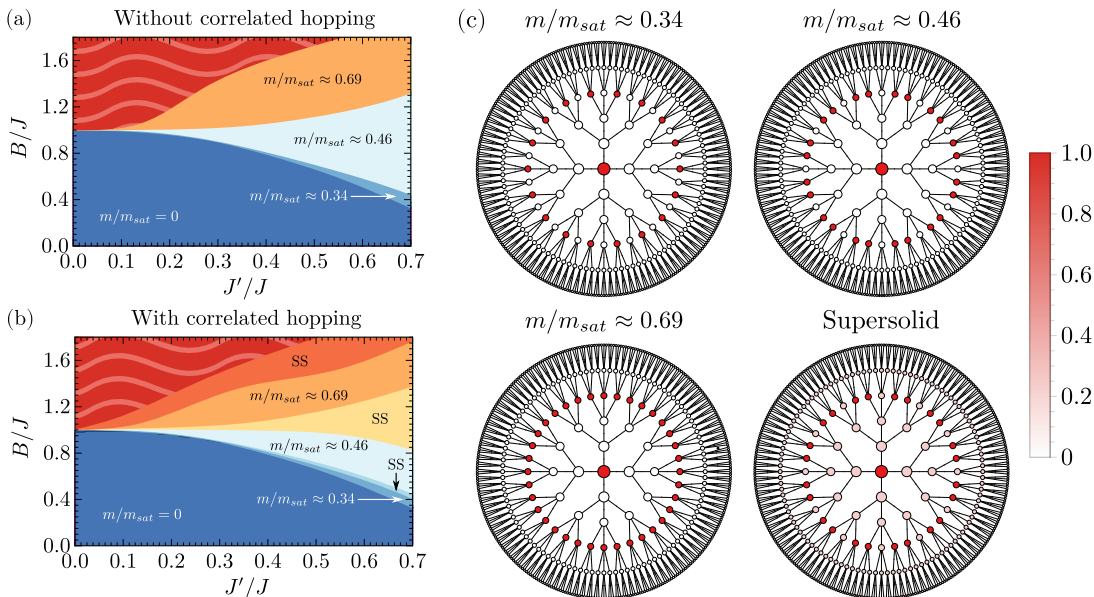 (a)
Without correlated hopping
1.6
1.2
0.8
0.4
0.0
B/J
m/m_sat ≈ 0.69
m/m_sat ≈ 0.46
m/m_sat ≈ 0.34
m/m_sat = 0
0.0 0.1 0.2 0.3 0.4 0.5 0.6 0.7
J′/J
(b)
With correlated hopping
1.6
1.2
0.8
0.4
0.0
B/J
SS
m/m_sat ≈ 0.69
SS
m/m_sat ≈ 0.46
SS
m/m_sat ≈ 0.34
m/m_sat = 0
0.0 0.1 0.2 0.3 0.4 0.5 0.6 0.7
J′/J
(c)
m/m_sat ≈ 0.34
m/m_sat ≈ 0.46
m/m_sat ≈ 0.69
Supersolid
1.0
0.8
0.6
0.4
0.2
0